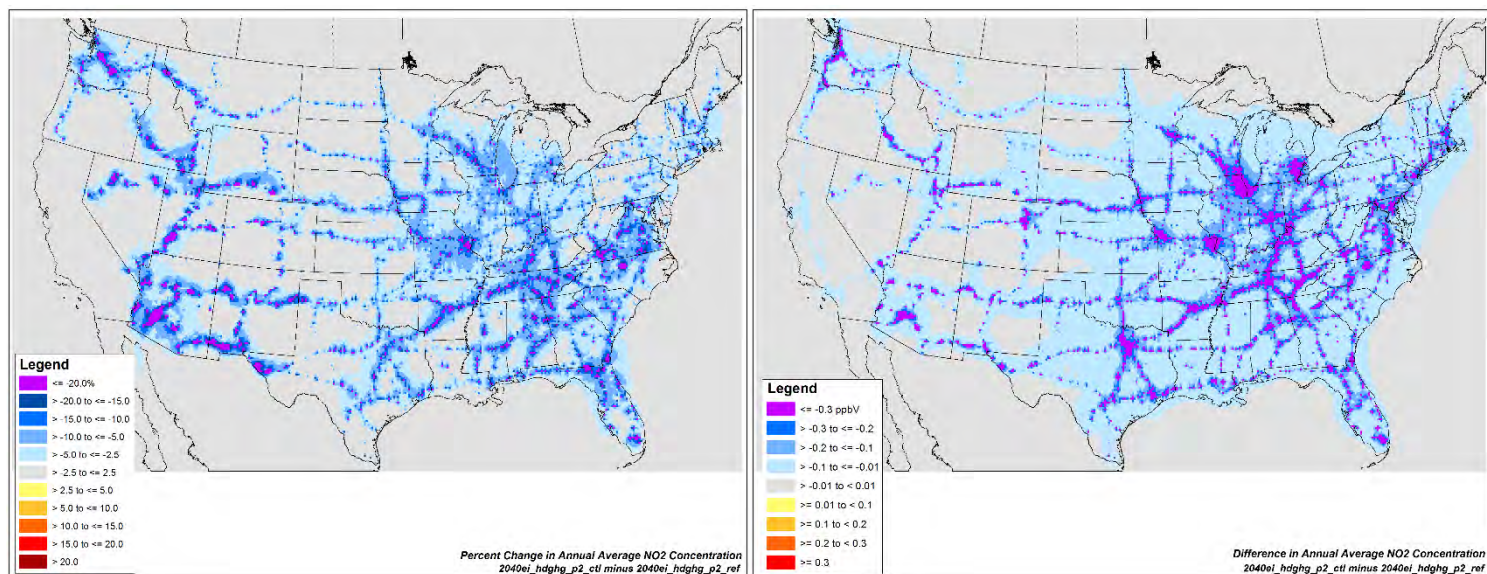 Legend
<= -20.0%
> -20.0 to <= -15.0
> -15.0 to <= -10.0
> -10.0 to <= -5.0
> -5.0 to <= -2.5
> -2.5 to <= 2.5
> 2.5 to <= 5.0
> 5.0 to <= 10.0
> 10.0 to <= 15.0
> 15.0 to <= 20.0
> 20.0
Percent Change in Annual Average NO2 Concentration
2040ei_hdghg_p2_ctl minus 2040ei_hdghg_p2_ref
Legend
<= -0.3 ppbV
> -0.3 to <= -0.2
> -0.2 to <= -0.1
> -0.1 to <= -0.01
> -0.01 to < 0.01
>= 0.01 to < 0.1
>= 0.1 to < 0.2
>= 0.2 to < 0.3
>= 0.3
Difference in Annual Average NO2 Concentration
2040ei_hdghg_p2_ctl minus 2040ei_hdghg_p2_ref